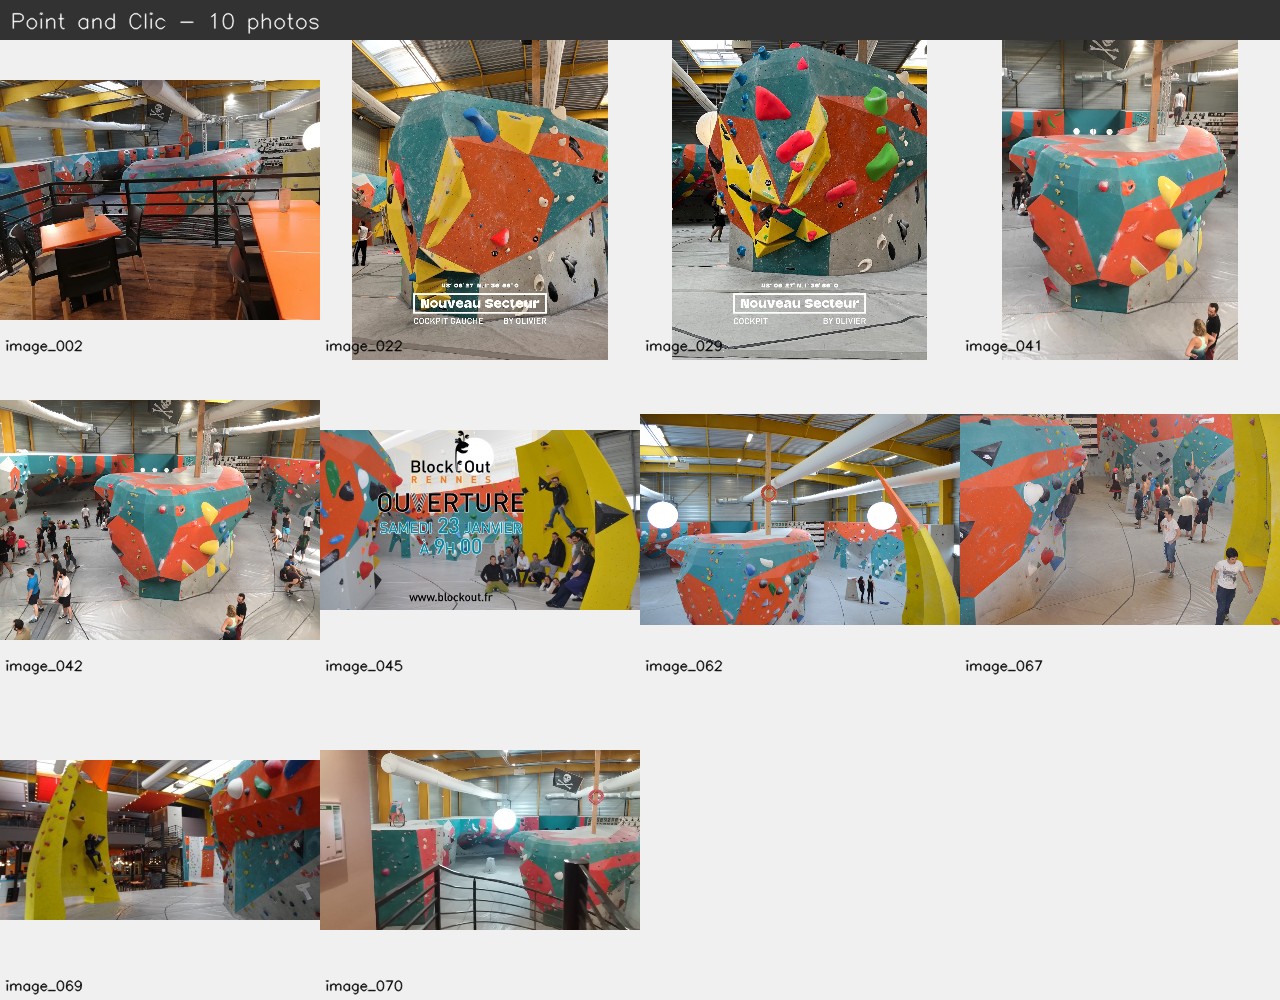 Point and Clic – 10 photos
Nouveau Secteur
COCKPIT GAUCHE BY OLIVIER
Nouveau Secteur
COCKPIT BY OLIVIER
image_002
image_022
image_029
image_041
Block'Out
RENNES
OUVERTURE
SAMEDI 23 JANVIER
A 9H00
www.blockout.fr
image_042
image_045
image_062
image_067
image_069
image_070